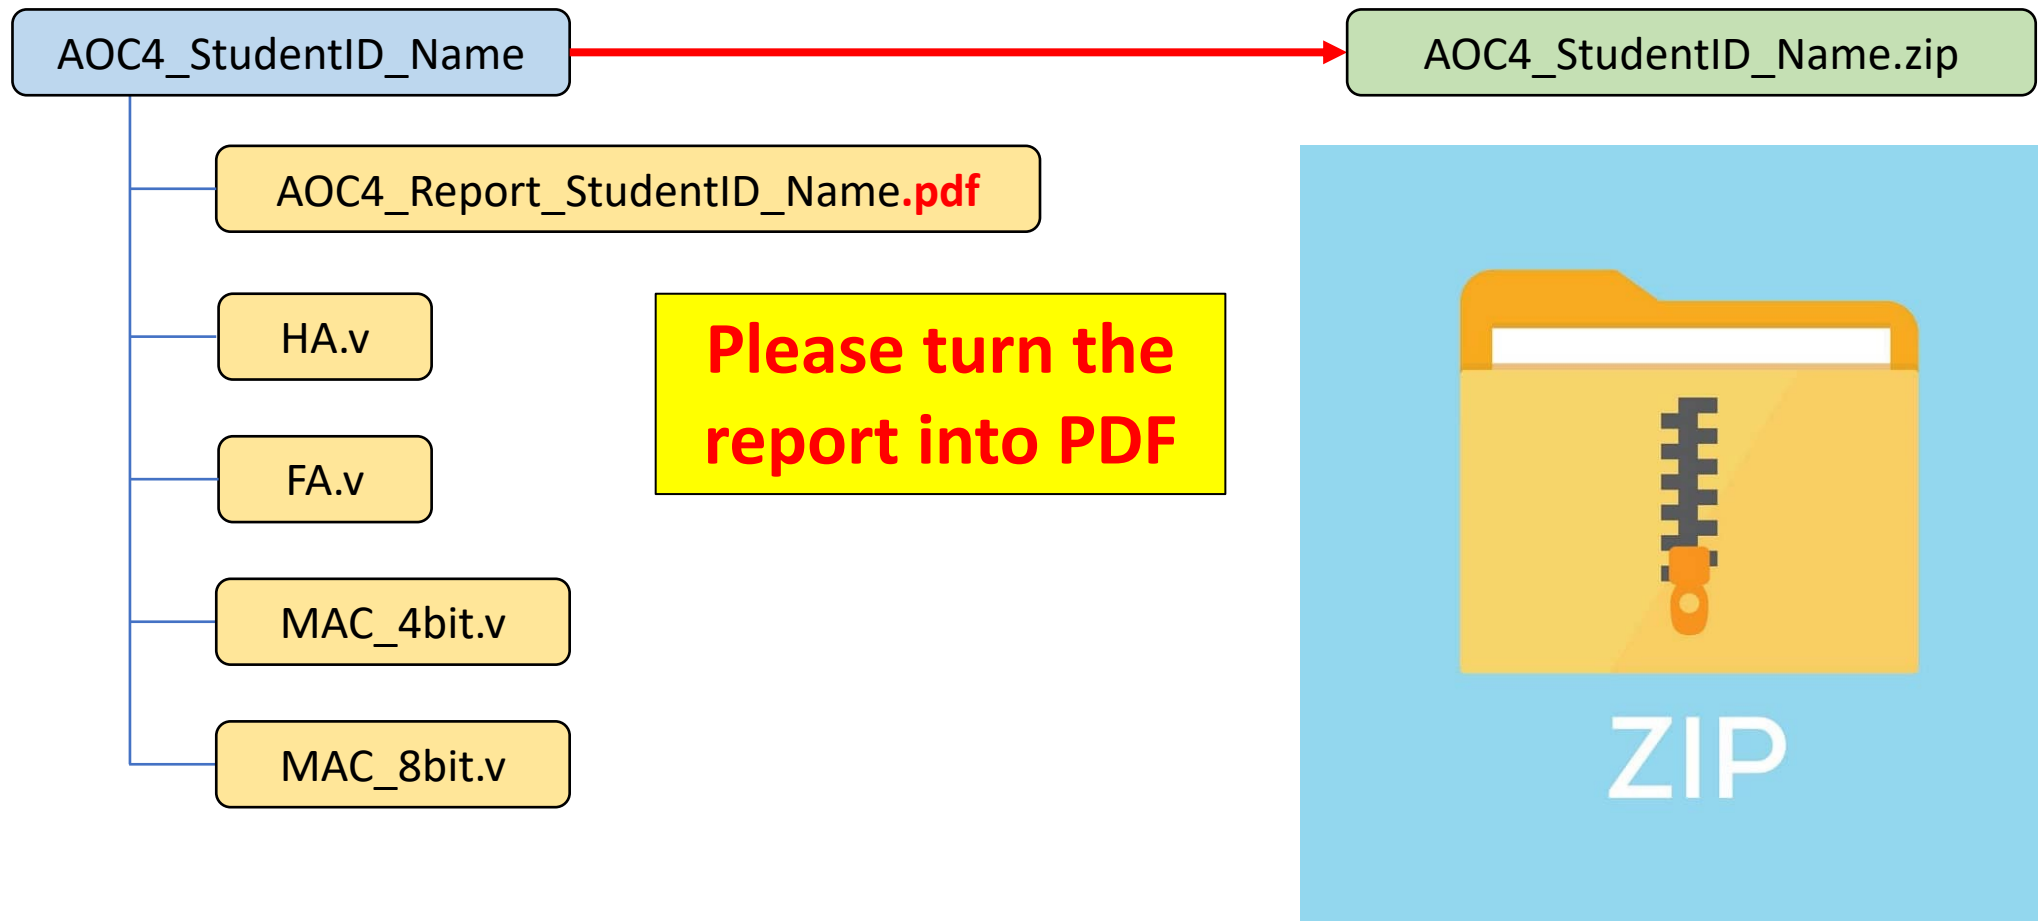 AOC4_StudentID_Name
AOC4_StudentID_Name.zip
AOC4_Report_StudentID_Name.pdf
HA.v
Please turn the
report into PDF
FA.v
MAC_4bit.v
MAC_8bit.v
ZIP